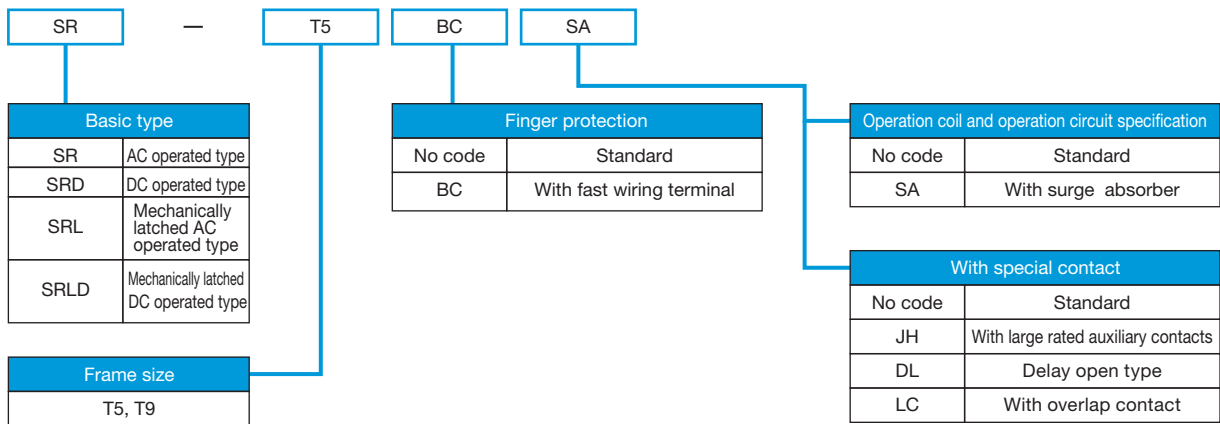 SR — T5 BC SA
Basic type
SR AC operated type
SRD DC operated type
SRL Mechanically
latched AC
operated type
SRLD Mechanically latched
DC operated type
Frame size
T5, T9
Finger protection
No code Standard
BC With fast wiring terminal
Operation coil and operation circuit specification
No code Standard
SA With surge absorber
With special contact
No code Standard
JH With large rated auxiliary contacts
DL Delay open type
LC With overlap contact